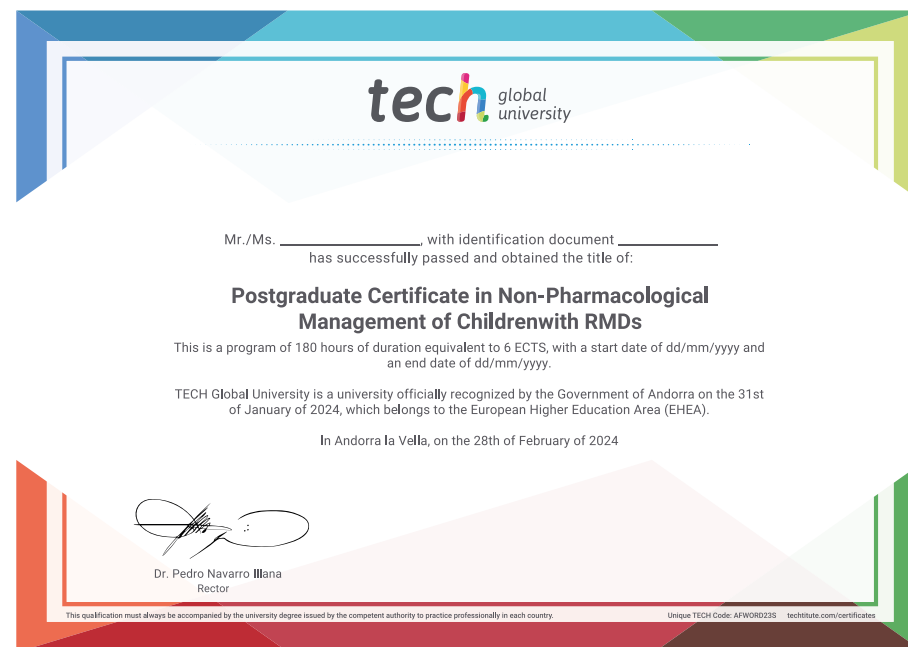 tech global university
Mr./Ms. ______________, with identification document __________
has successfully passed and obtained the title of:
Postgraduate Certificate in Non-Pharmacological
Management of Childrenwith RMDs
This is a program of 180 hours of duration equivalent to 6 ECTS, with a start date of dd/mm/yyyy and
an end date of dd/mm/yyyy.
TECH Global University is a university officially recognized by the Government of Andorra on the 31st
of January of 2024, which belongs to the European Higher Education Area (EHEA).
In Andorra la Vella, on the 28th of February of 2024
Dr. Pedro Navarro Illana
Rector
This qualification must always be accompanied by the university degree issued by the competent authority to practice professionally in each country.
Unique TECH Code: AFWORD23S techtitute.com/certificates